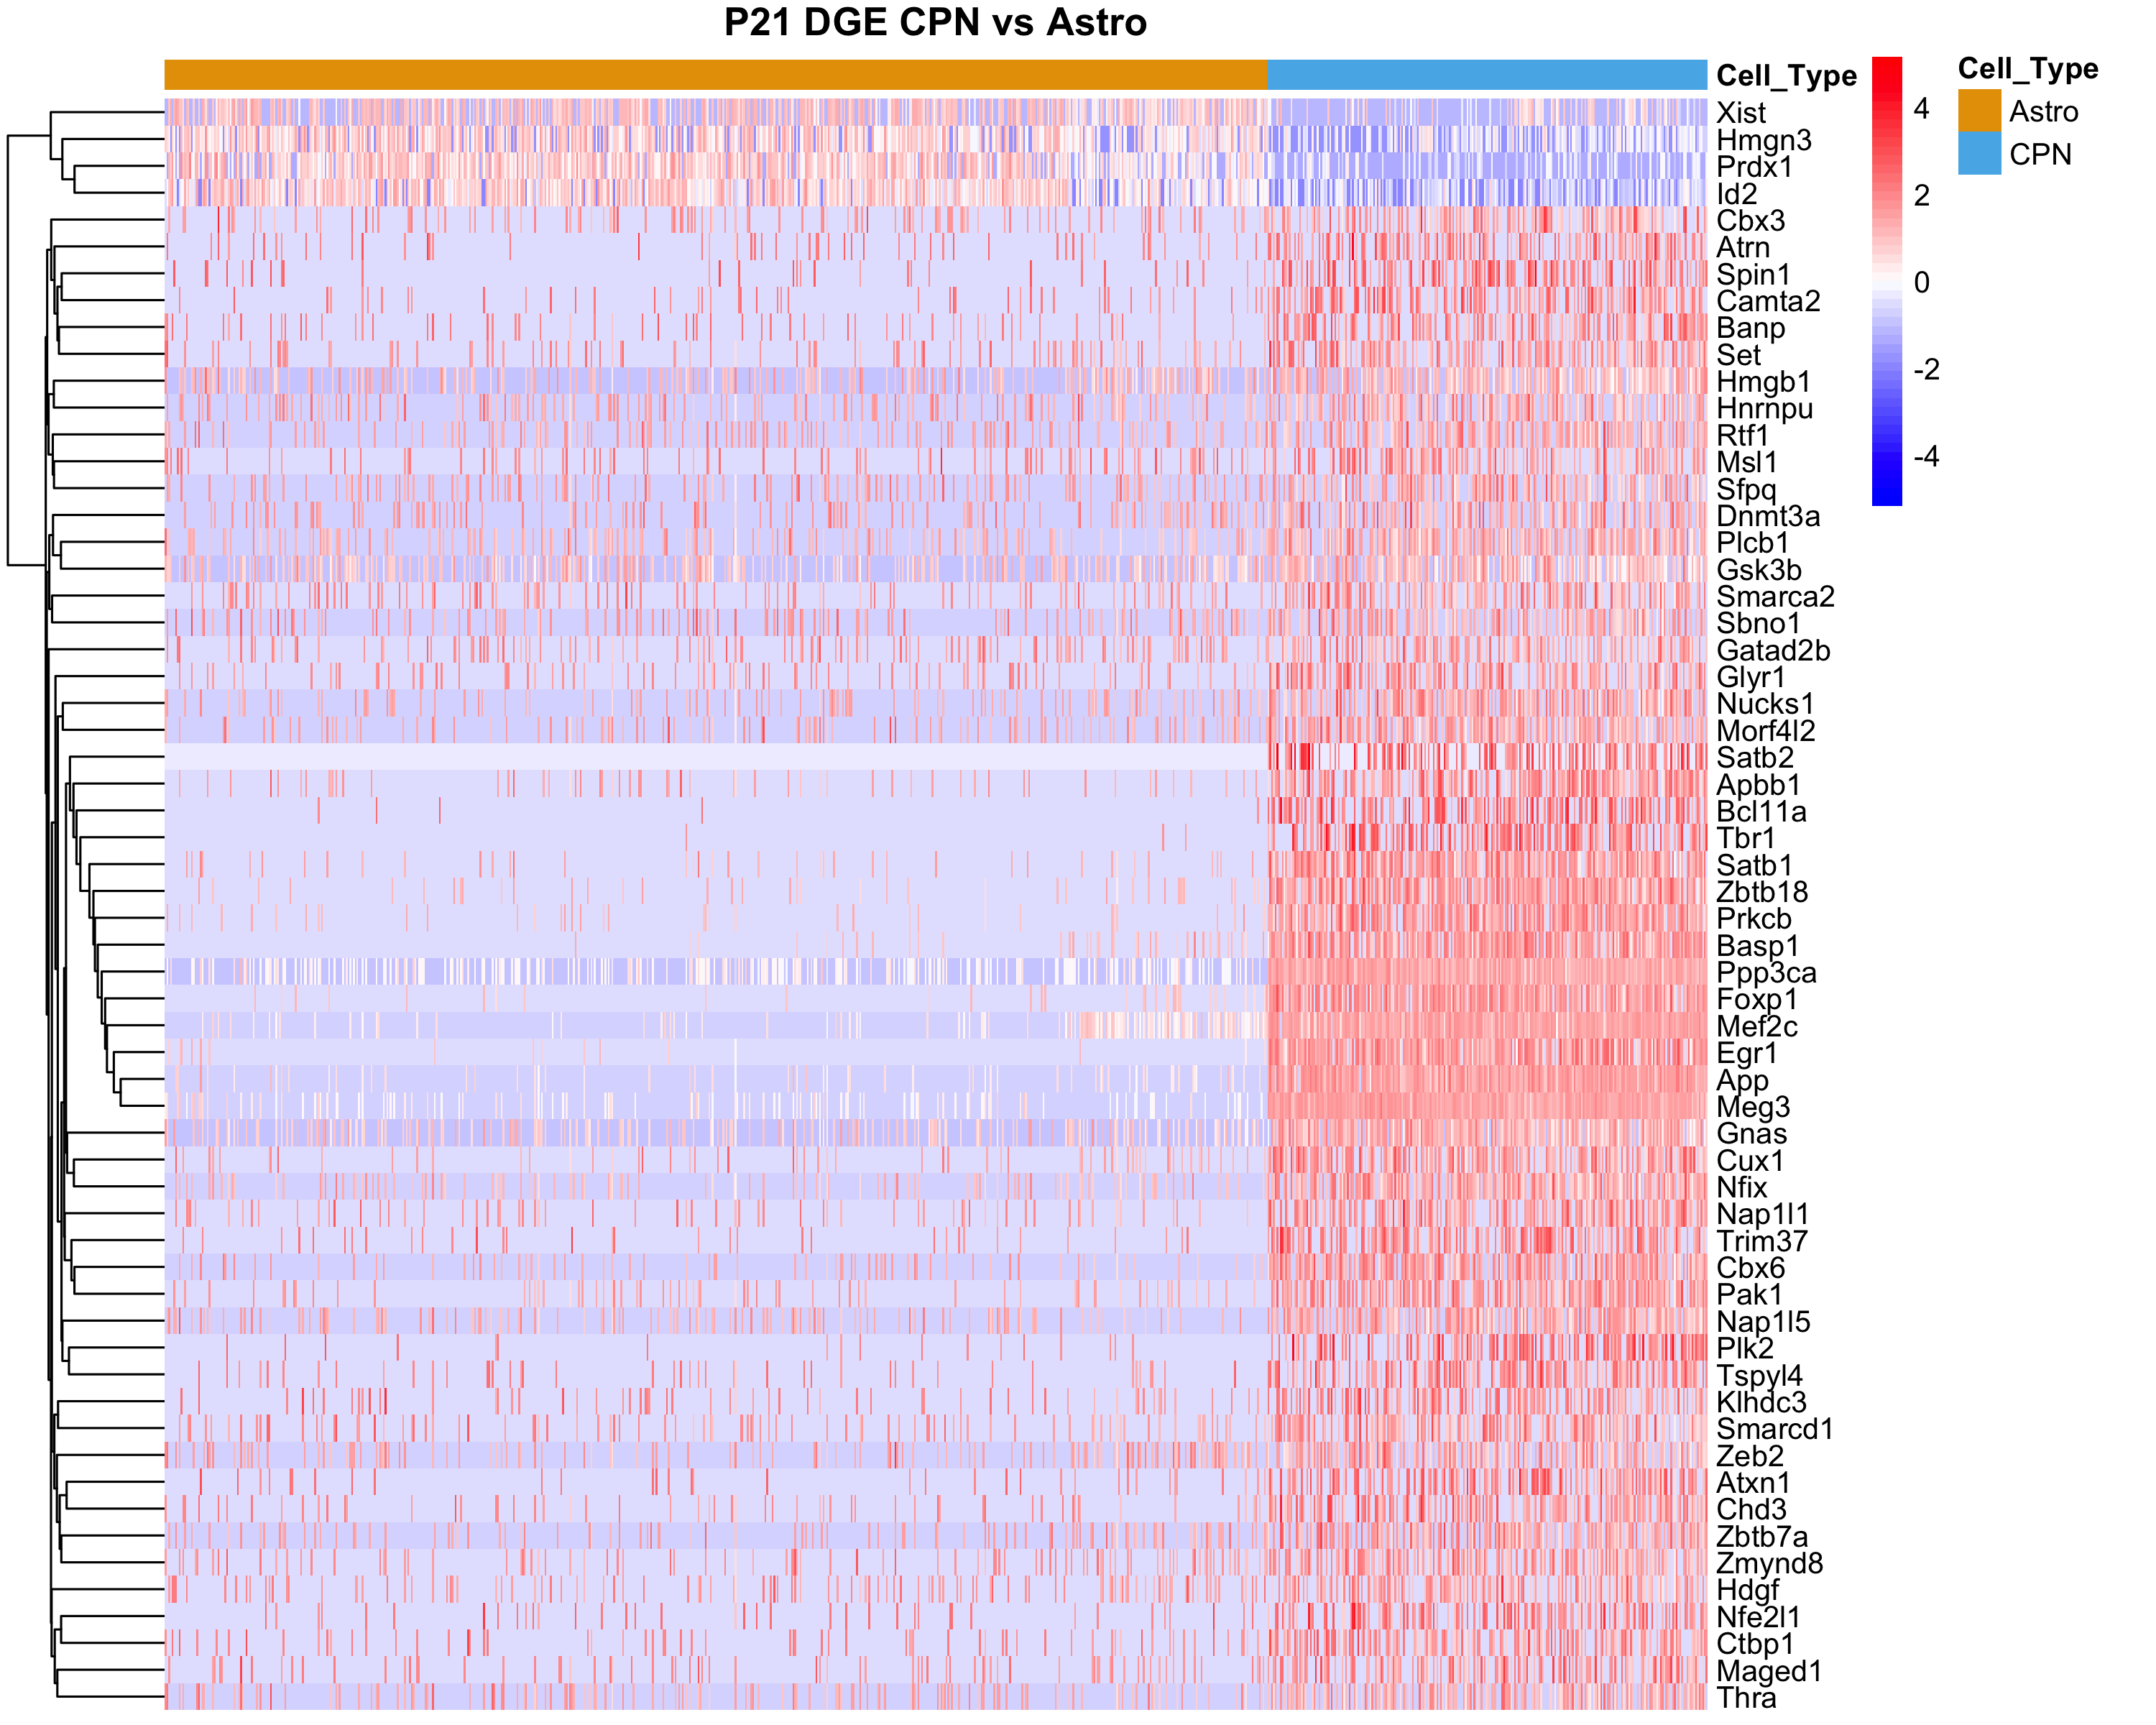 P21 DGE CPN vs Astro
Cell_Type
Xist
Hmgn3
Prdx1
Id2
Cbx3
Atrn
Spin1
Camta2
Banp
Set
Hmgb1
Hnrnpu
Rtf1
Msl1
Sfpq
Dnmt3a
Plcb1
Gsk3b
Smarca2
Sbno1
Gatad2b
Glyr1
Nucks1
Morf4l2
Satb2
Apbb1
Bcl11a
Tbr1
Satb1
Zbtb18
Prkcb
Basp1
Ppp3ca
Foxp1
Mef2c
Egr1
App
Meg3
Gnas
Cux1
Nfix
Nap1l1
Trim37
Cbx6
Pak1
Nap1l5
Plk2
Tspyl4
Klhdc3
Smarcd1
Zeb2
Atxn1
Chd3
Zbtb7a
Zmynd8
Hdgf
Nfe2l1
Ctbp1
Maged1
Thra
4
2
0
-2
-4
Cell_Type
Astro
CPN